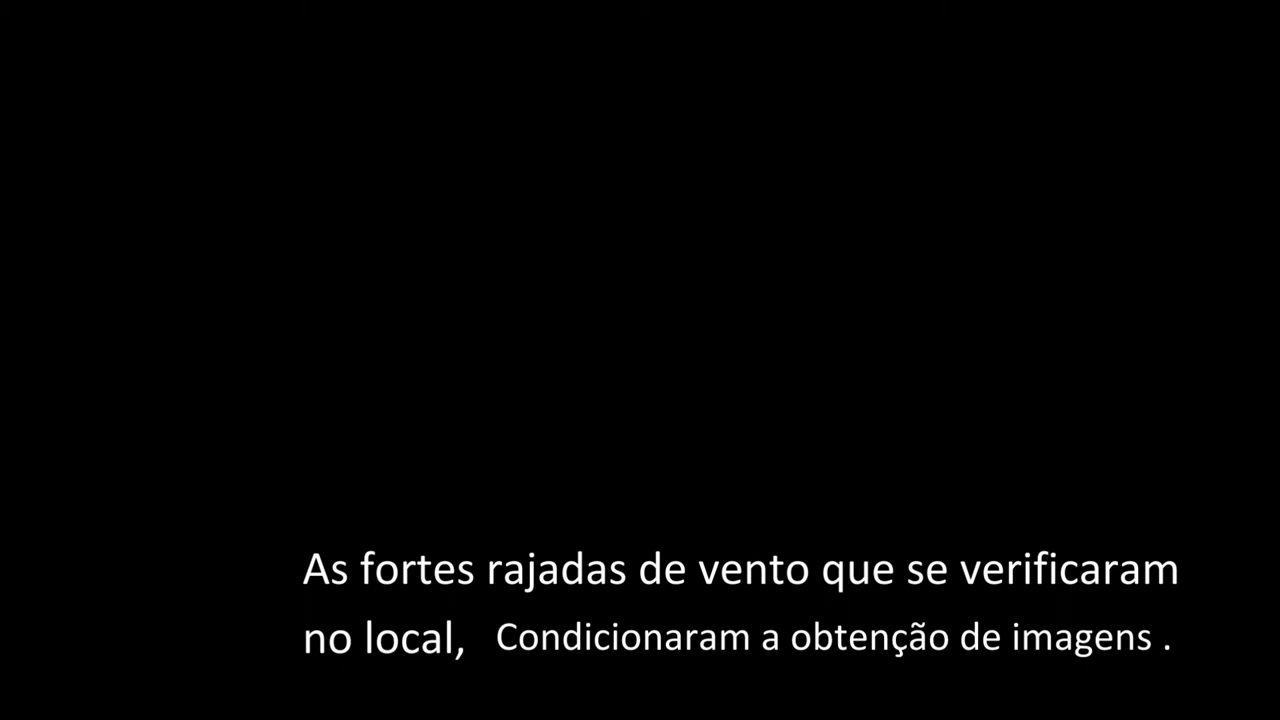 As fortes rajadas de vento que se verificaram
no local, Condicionaram a obtenção de imagens .